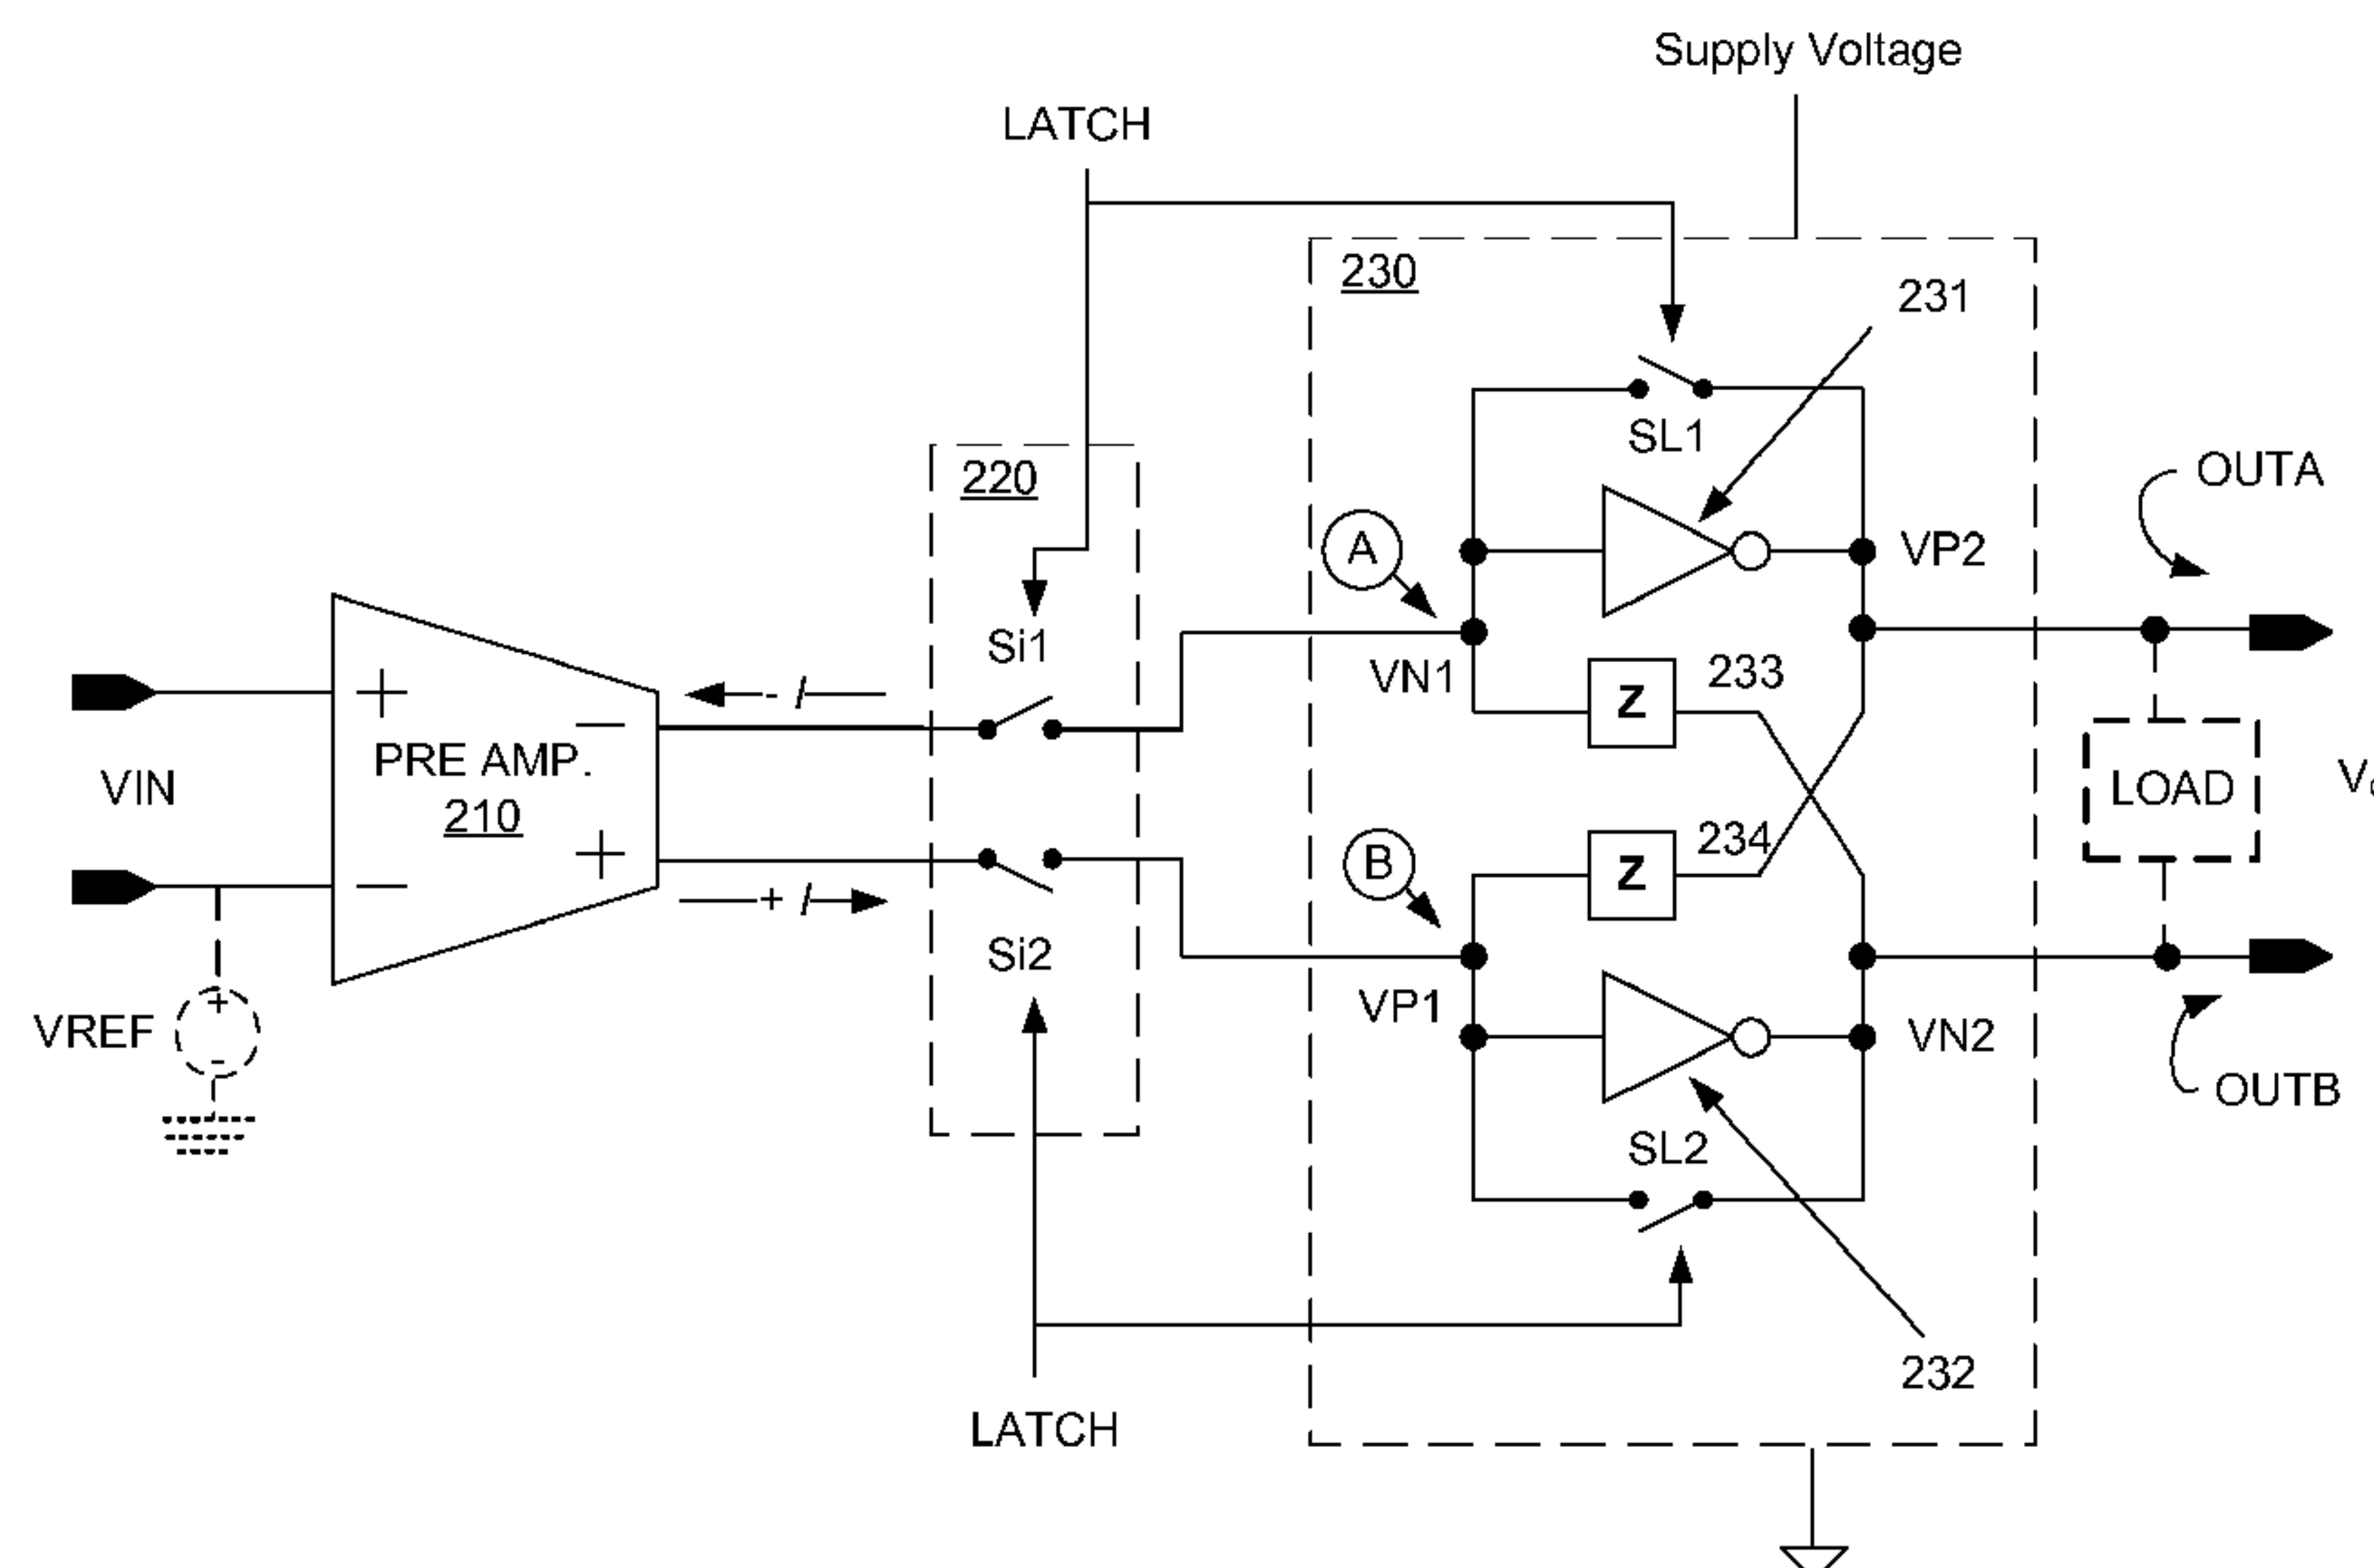 Supply Voltage
LATCH
230
231
SL1
OUTA
220
A
VP2
Si1
VN1
233
Z
+
- /
−
PRE AMP.
210
VIN
LOAD
234
Z
B
+
+ /
−
Si2
VP1
VN2
VREF
+
-
OUTB
SL2
232
LATCH